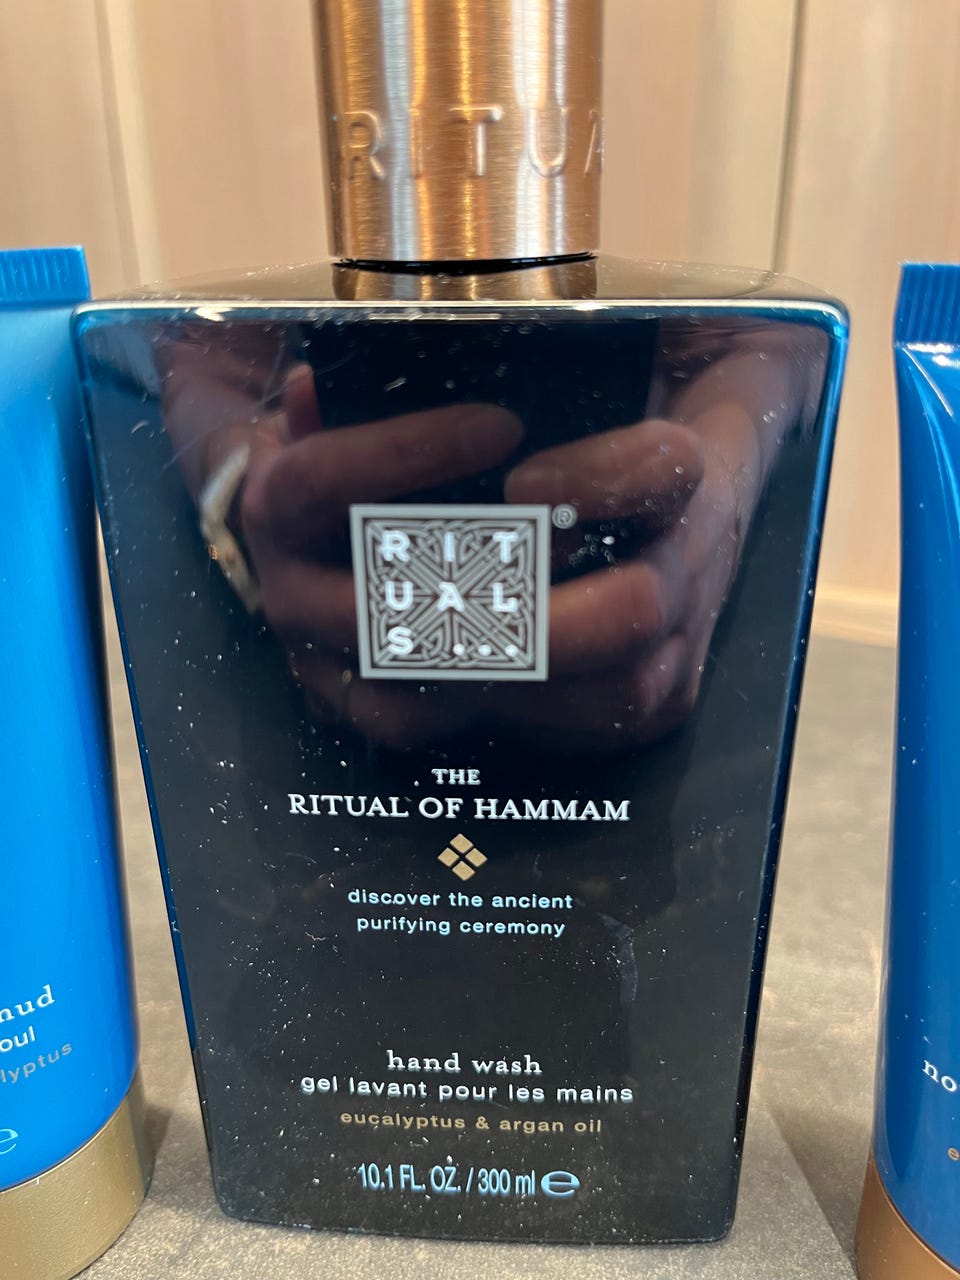 RITUA
RIT
UAL
S...
®
THE
RITUAL OF HAMMAM
discover the ancient
purifying ceremony
hand wash
gel lavant pour les mains
eucalyptus & argan oil
10.1 FL. OZ. / 300 ml e
mud
oul
lyptus
e
no
e